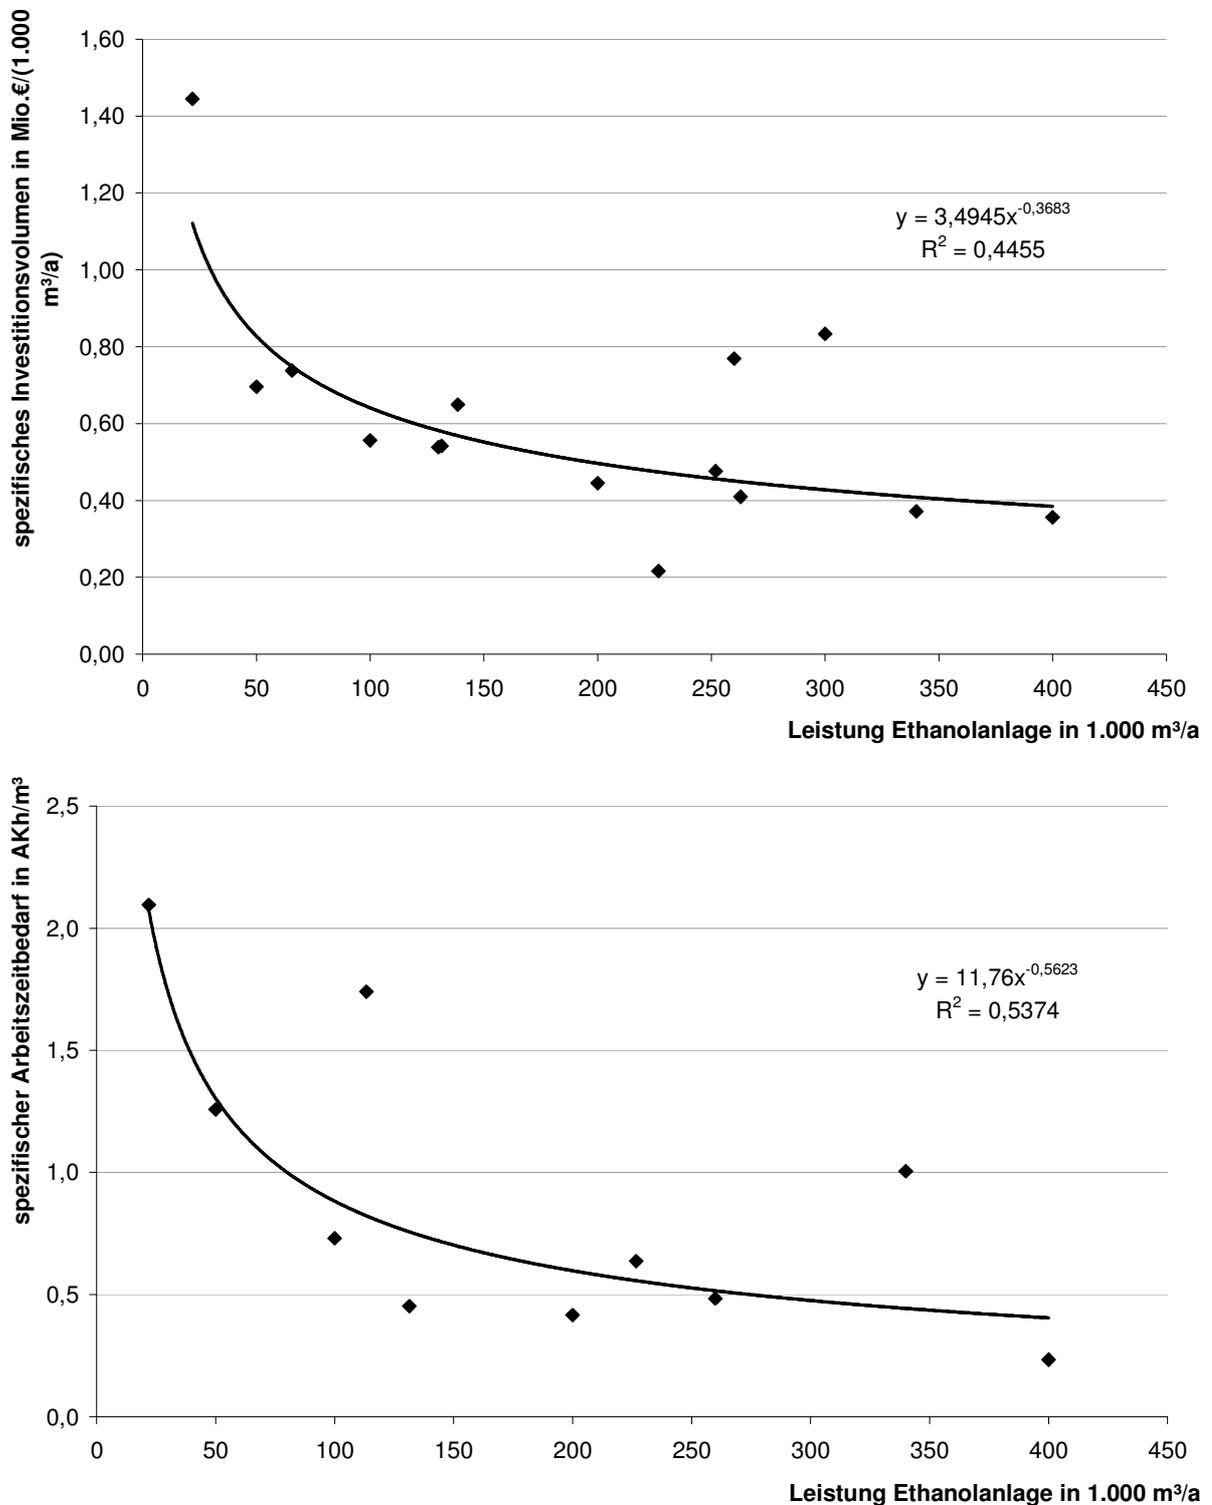 spezifisches Investitionsvolumen in Mio.€/(1.000
m³/a)
1,60
1,40
1,20
1,00
0,80
0,60
0,40
0,20
0,00
y = 3,4945x^-0,3683
R² = 0,4455
0 50 100 150 200 250 300 350 400 450
Leistung Ethanolanlage in 1.000 m³/a
spezifischer Arbeitszeitbedarf in AKh/m³
2,5
2,0
1,5
1,0
0,5
0,0
y = 11,76x^-0,5623
R² = 0,5374
0 50 100 150 200 250 300 350 400 450
Leistung Ethanolanlage in 1.000 m³/a